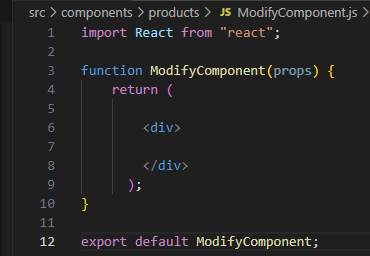 src > components > products > JS ModifyComponent.js
1 import React from "react";
2
3 function ModifyComponent(props) {
4 return (
5
6 <div>
7
8 </div>
9 );
10 }
11
12 export default ModifyComponent;